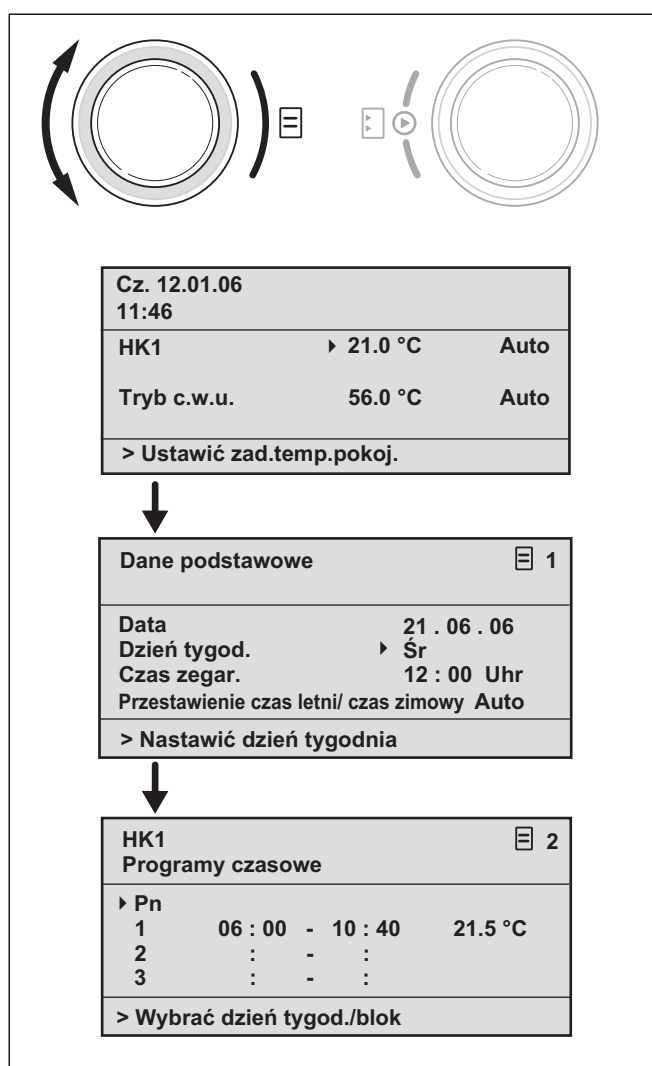 Cz. 12.01.06
11:46
HK1 21.0 °C Auto
Tryb c.w.u. 56.0 °C Auto
> Ustawić zad.temp.pokoj.
Dane podstawowe 1
Data 21 . 06 . 06
Dzień tygod. Śr
Czas zegar. 12 : 00 Uhr
Przestawienie czas letni/ czas zimowy Auto
> Nastawić dzień tygodnia
HK1 2
Programy czasowe
Pn
1 06 : 00 - 10 : 40 21.5 °C
2 : - :
3 : - :
> Wybrać dzień tygod./blok